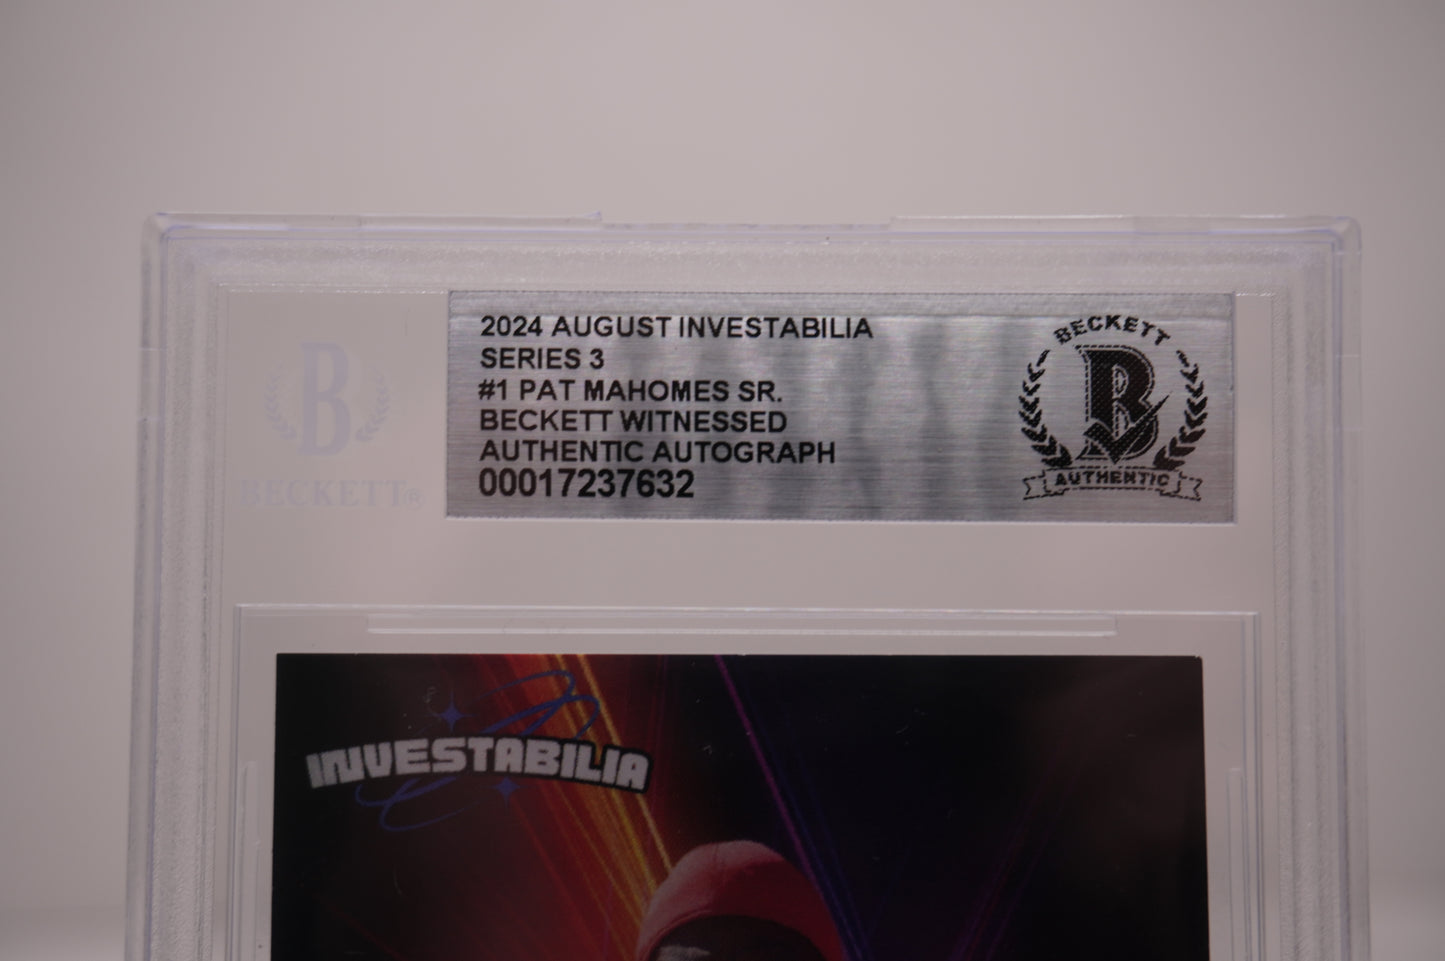 2024 AUGUST INVESTABILIA
SERIES 3
#1 PAT MAHOMES SR.
BECKETT WITNESSED
AUTHENTIC AUTOGRAPH
00017237632
BECKETT
B
AUTHENTIC
B
BECKETT®
INVESTABILIA